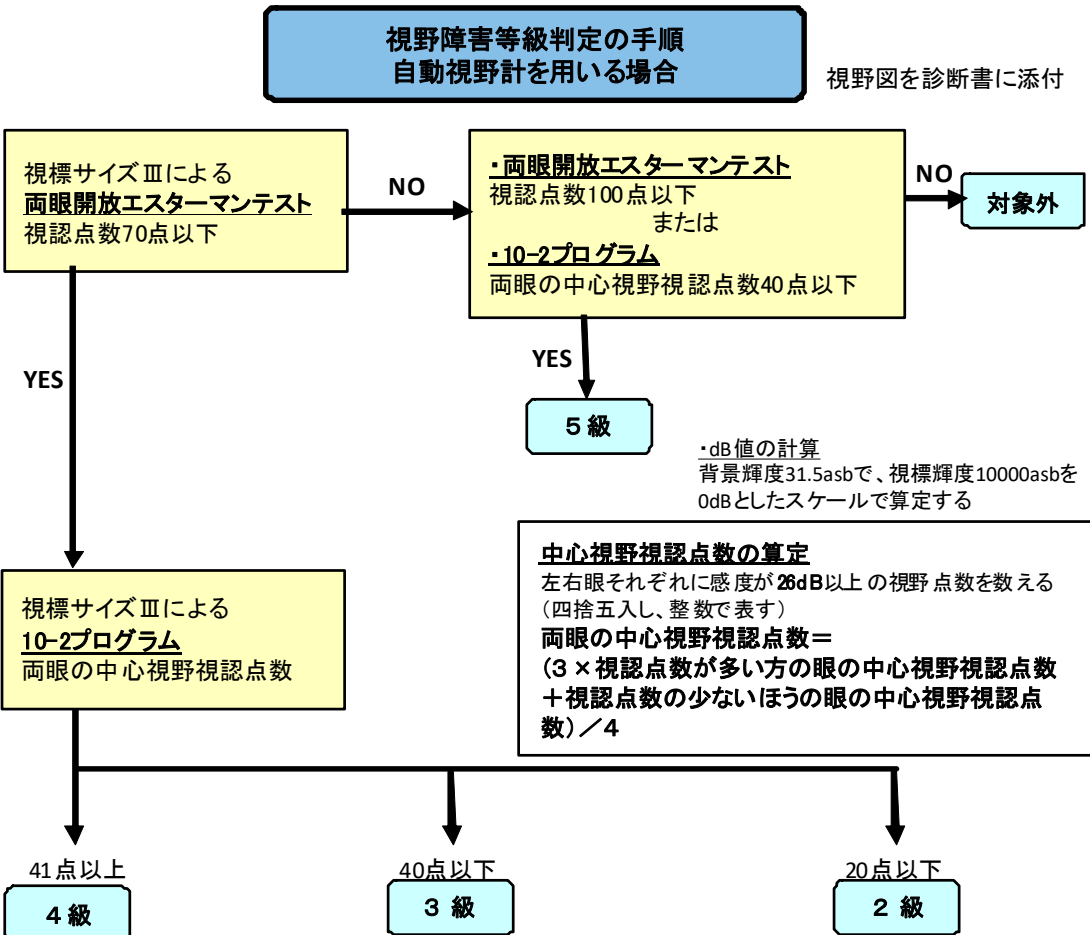 視野障害等級判定の手順
自動視野計を用いる場合
視野図を診断書に添付
視標サイズⅢによる
両眼開放エスターマンテスト
視認点数70点以下
NO
・両眼開放エスターマンテスト
視認点数100点以下
または
・10-2プログラム
両眼の中心視野視認点数40点以下
NO
対象外
YES
YES
5級
・dB値の計算
背景輝度31.5asbで、視標輝度10000asbを
0dBとしたスケールで算定する
中心視野視認点数の算定
左右眼それぞれに感度が26dB以上の視野点数を数える
（四捨五入し、整数で表す）
両眼の中心視野視認点数＝
(3×視認点数が多い方の眼の中心視野視認点数
＋視認点数の少ないほうの眼の中心視野視認点
数)／4
視標サイズⅢによる
10-2プログラム
両眼の中心視野視認点数
41点以上
40点以下
20点以下
4級
3級
2級